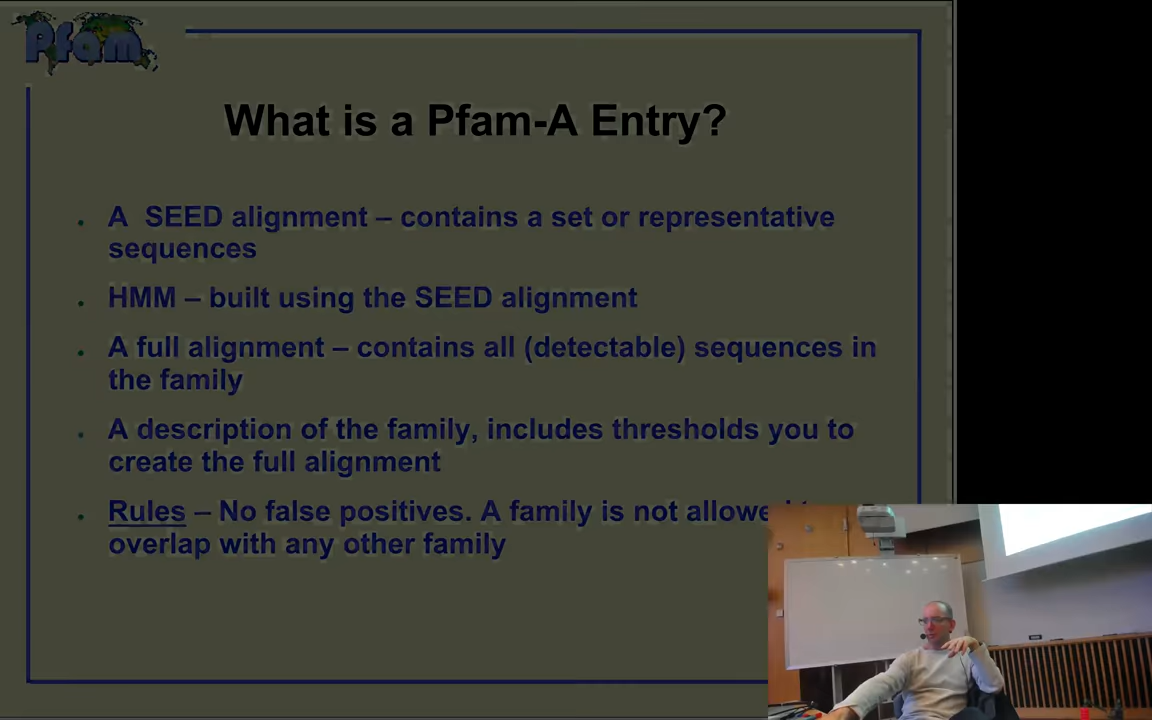 Pfam
What is a Pfam-A Entry?
A SEED alignment – contains a set or representative
sequences
HMM – built using the SEED alignment
A full alignment – contains all (detectable) sequences in
the family
A description of the family, includes thresholds you to
create the full alignment
Rules – No false positives. A family is not allowed
overlap with any other family